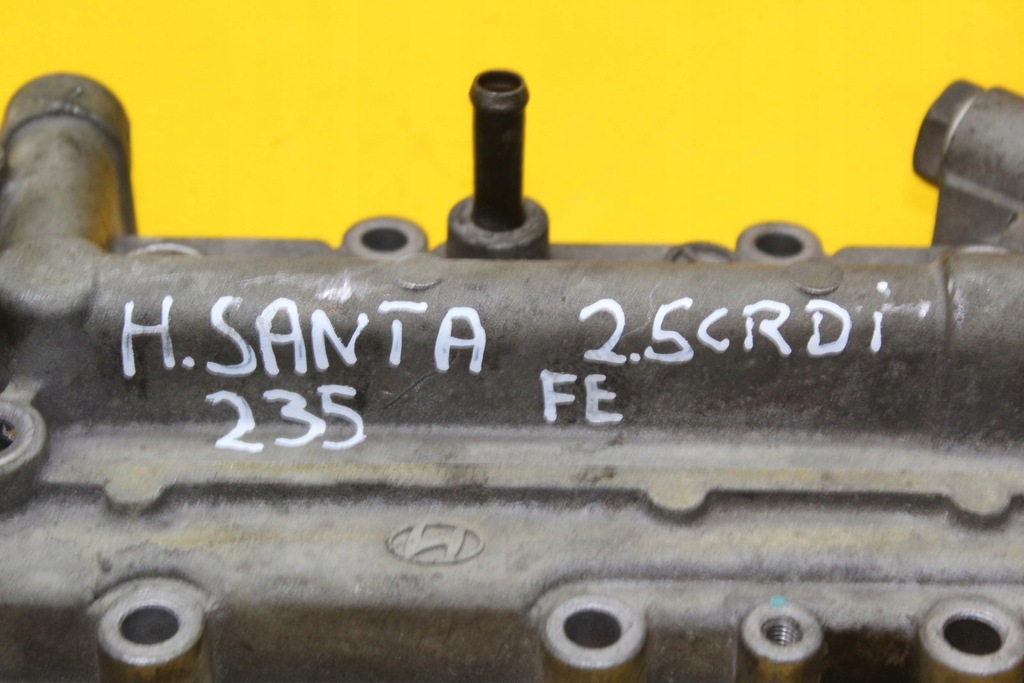 H. SANTA 2.5CRDi
235 FE